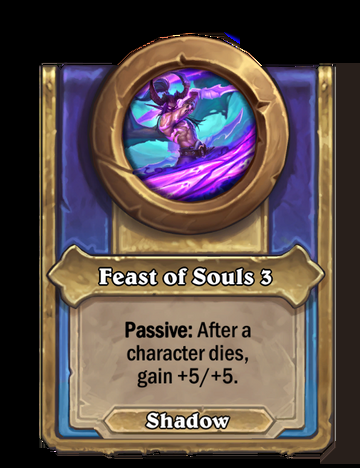 Feast of Souls 3
Passive: After a
character dies,
gain +5/+5.
Shadow